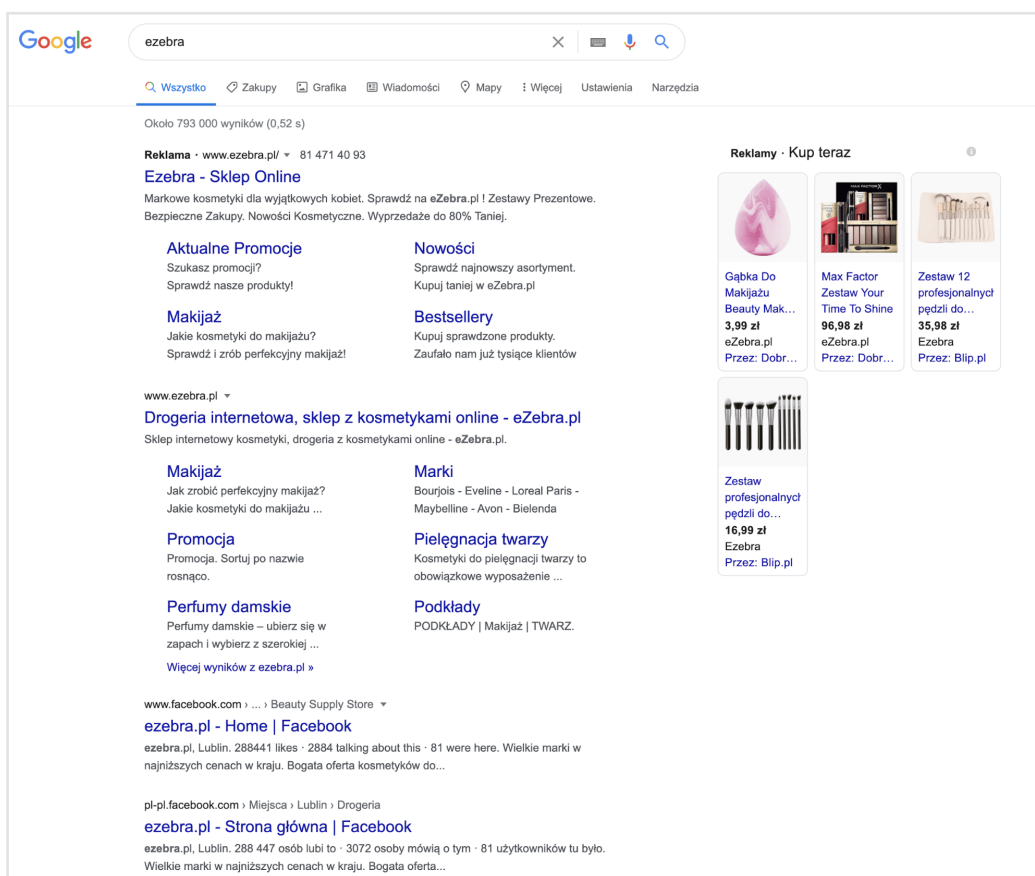 Google
ezebra
Wszystko Zakupy Grafika Wiadomości Mapy Więcej Ustawienia Narzędzia
Około 793 000 wyników (0,52 s)
Reklama · www.ezebra.pl/ 81 471 40 93
Ezebra - Sklep Online
Markowe kosmetyki dla wyjątkowych kobiet. Sprawdź na eZebra.pl ! Zestawy Prezentowe.
Bezpieczne Zakupy. Nowości Kosmetyczne. Wyprzedaże do 80% Taniej.
Aktualne Promocje
Szukasz promocji?
Sprawdź nasze produkty!
Nowości
Sprawdź najnowszy asortyment.
Kupuj taniej w eZebra.pl
Makijaż
Jakie kosmetyki do makijażu?
Sprawdź i zrób perfekcyjny makijaż!
Bestsellery
Kupuj sprawdzone produkty.
Zaufało nam już tysiące klientów
www.ezebra.pl
Drogeria internetowa, sklep z kosmetykami online - eZebra.pl
Sklep internetowy kosmetyki, drogeria z kosmetykami online - eZebra.pl.
Makijaż
Jak zrobić perfekcyjny makijaż?
Jakie kosmetyki do makijażu ...
Marki
Bourjois - Eveline - Loreal Paris -
Maybelline - Avon - Bielenda
Promocja
Promocja. Sortuj po nazwie
rosnąco.
Pielęgnacja twarzy
Kosmetyki do pielęgnacji twarzy to
obowiązkowe wyposażenie ...
Perfumy damskie
Perfumy damskie – ubierz się w
zapach i wybierz z szerokiej ...
Podkłady
PODKŁADY | Makijaż | TWARZ.
Więcej wyników z ezebra.pl »
www.facebook.com › ... › Beauty Supply Store
ezebra.pl - Home | Facebook
ezebra.pl, Lublin. 288441 likes · 2884 talking about this · 81 were here. Wielkie marki w
najniższych cenach w kraju. Bogata oferta kosmetyków do...
pl-pl.facebook.com › Miejsca › Lublin › Drogeria
ezebra.pl - Strona główna | Facebook
ezebra.pl, Lublin. 288 447 osób lubi to · 3072 osoby mówią o tym · 81 użytkowników tu było.
Wielkie marki w najniższych cenach w kraju. Bogata oferta...
Reklamy · Kup teraz
Gąbka Do
Makijażu
Beauty Mak...
3,99 zł
eZebra.pl
Przez: Dobr...
MAX FACTOR X
Max Factor
Zestaw Your
Time To Shine
96,98 zł
eZebra.pl
Przez: Dobr...
Zestaw 12
profesjonalnych
pędzli do...
35,98 zł
Ezebra
Przez: Blip.pl
Zestaw
profesjonalnych
pędzli do...
16,99 zł
Ezebra
Przez: Blip.pl